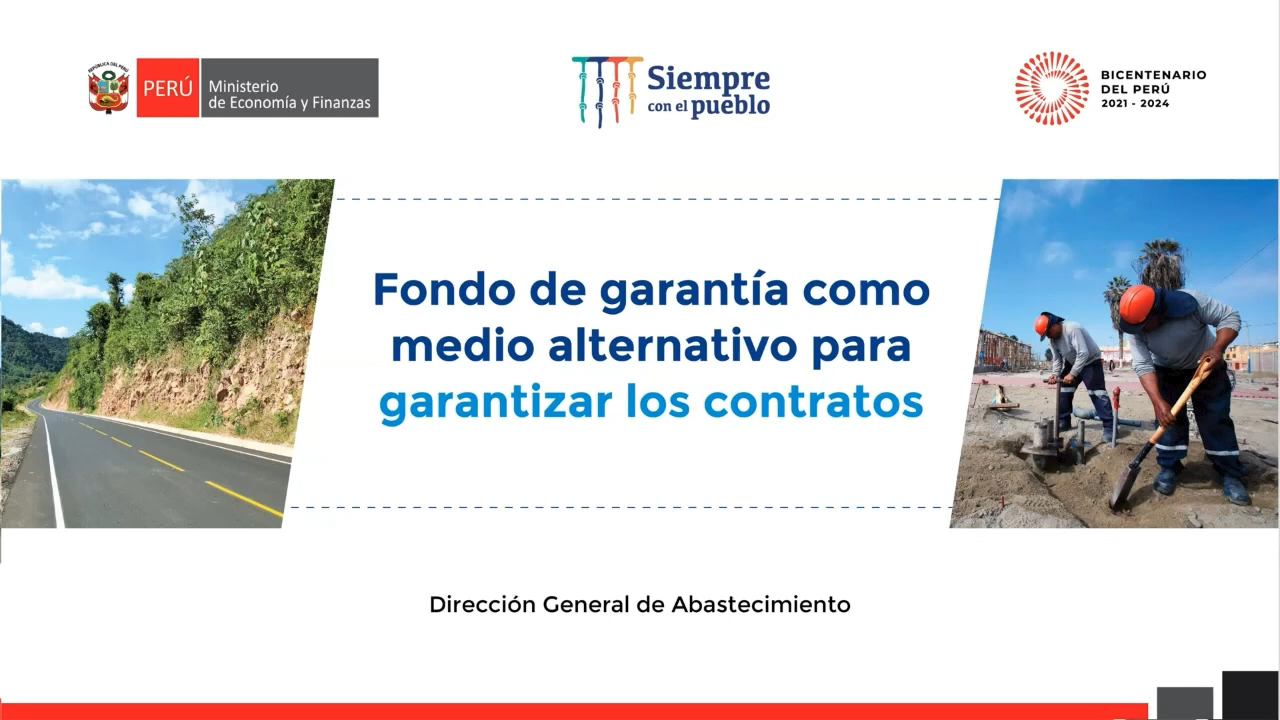 REPÚBLICA DEL PERÚ
PERÚ
Ministerio
de Economía y Finanzas
Siempre
con el pueblo
BICENTENARIO
DEL PERÚ
2021 - 2024
Fondo de garantía como
medio alternativo para
garantizar los contratos
Dirección General de Abastecimiento